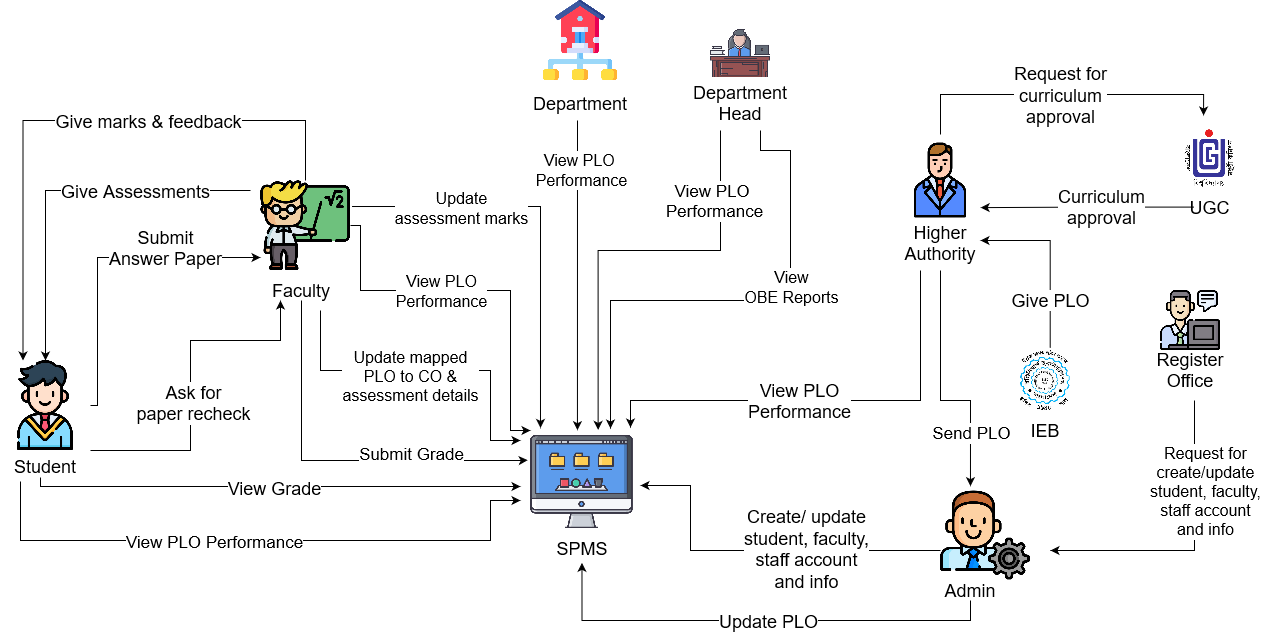 Department
Department
Head
Request for
curriculum
approval
Give marks & feedback
View PLO
Performance
Give Assessments
√2
Update
assessment marks
View PLO
Performance
Curriculum
approval
UGC
Submit
Answer Paper
Higher
Authority
Faculty
View PLO
Performance
View
OBE Reports
Give PLO
Register
Office
Update mapped
PLO to CO &
assessment details
Ask for
paper recheck
View PLO
Performance
Send PLO
IEB
Student
Submit Grade
Request for
create/update
student, faculty,
staff account
and info
View Grade
View PLO Performance
SPMS
Create/ update
student, faculty,
staff account
and info
Admin
Update PLO